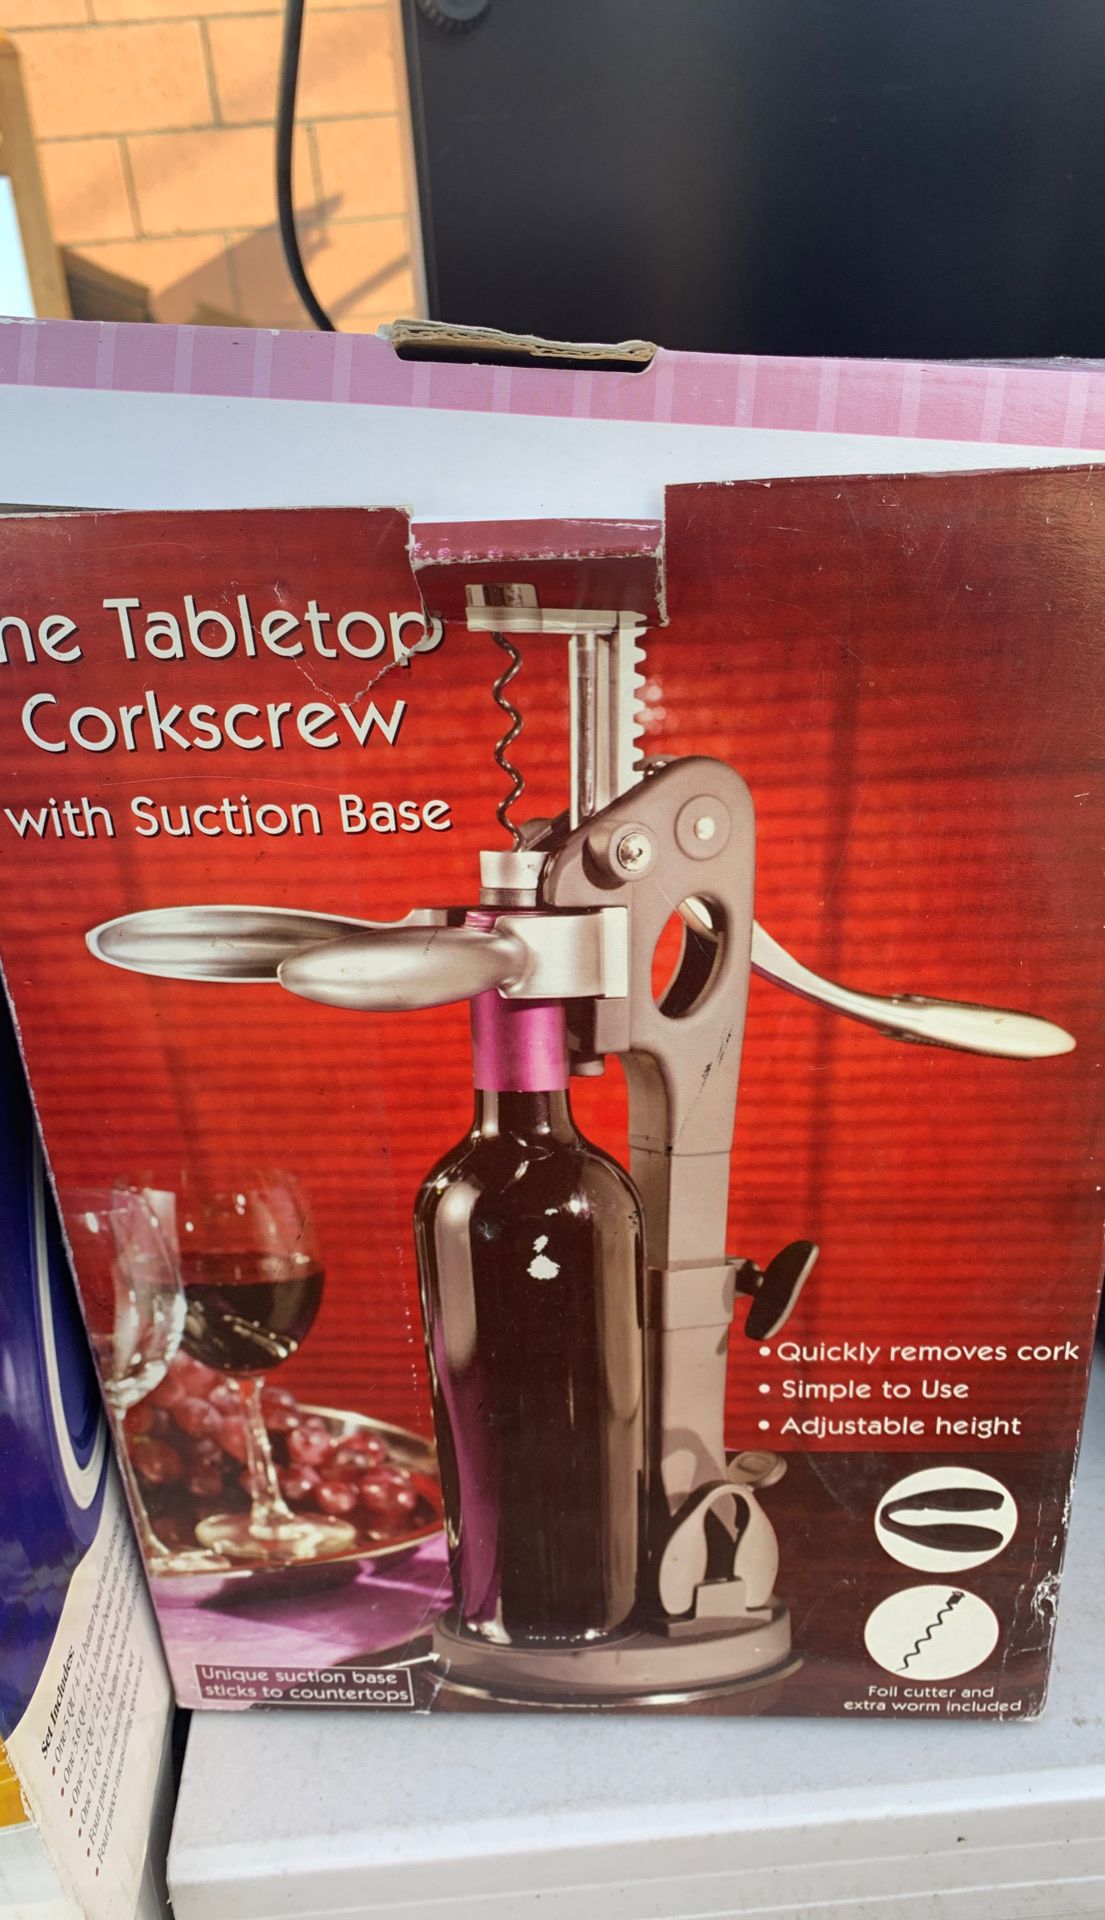 Tabletop
Corkscrew
with Suction Base
• Quickly removes cork
• Simple to Use
• Adjustable height
Unique suction base
sticks to countertops
Foil cutter and
extra worm included
Set Includes: